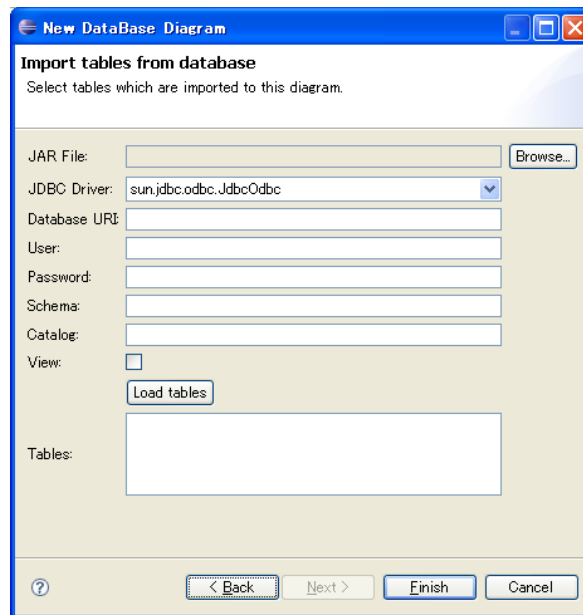 New DataBase Diagram
Import tables from database
Select tables which are imported to this diagram.
JAR File: Browse...
JDBC Driver: sun.jdbc.odbc.JdbcOdbc
Database URI:
User:
Password:
Schema:
Catalog:
View:
Load tables
Tables:
? < Back Next > Finish Cancel